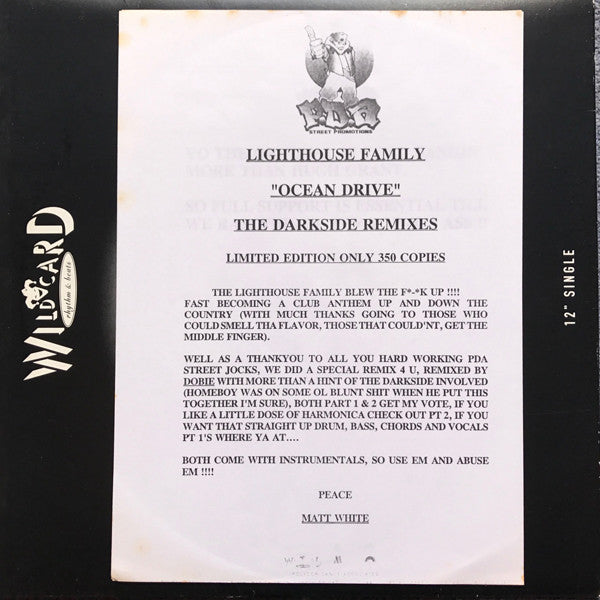 P.D.A
STREET PROMOTIONS
LIGHTHOUSE FAMILY
"OCEAN DRIVE"
THE DARKSIDE REMIXES
LIMITED EDITION ONLY 350 COPIES
THE LIGHTHOUSE FAMILY BLEW THE F*-*K UP !!!!
FAST BECOMING A CLUB ANTHEM UP AND DOWN THE
COUNTRY (WITH MUCH THANKS GOING TO THOSE WHO
COULD SMELL THA FLAVOR, THOSE THAT COULD'NT, GET THE
MIDDLE FINGER).
WELL AS A THANKYOU TO ALL YOU HARD WORKING PDA
STREET JOCKS, WE DID A SPECIAL REMIX 4 U, REMIXED BY
DOBIE WITH MORE THAN A HINT OF THE DARKSIDE INVOLVED
(HOMEBOY WAS ON SOME OL BLUNT SHIT WHEN HE PUT THIS
TOGETHER I'M SURE), BOTH PART 1 & 2 GET MY VOTE, IF YOU
LIKE A LITTLE DOSE OF HARMONICA CHECK OUT PT 2, IF YOU
WANT THAT STRAIGHT UP DRUM, BASS, CHORDS AND VOCALS
PT 1'S WHERE YA AT....
BOTH COME WITH INSTRUMENTALS, SO USE EM AND ABUSE
EM !!!!
PEACE
MATT WHITE
WILDCARD
rhythm & beats
12" SINGLE